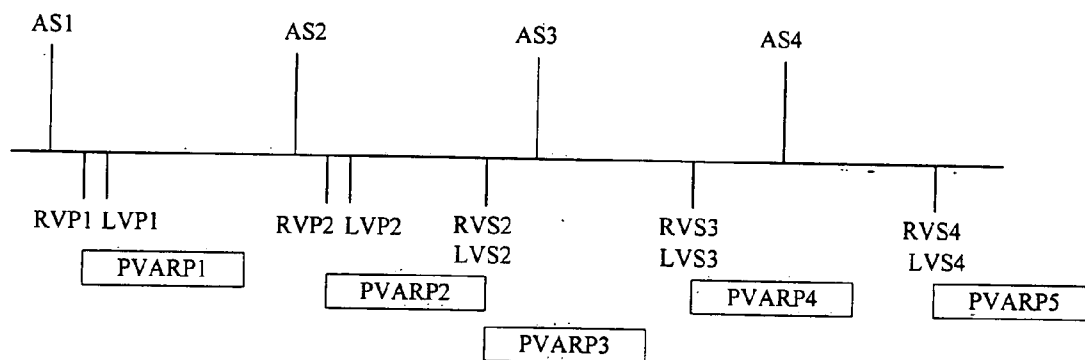 AS1 AS2 AS3 AS4
RVP1 LVP1 RVP2 LVP2 RVS2 RVS3 RVS4
LVS2 LVS3 LVS4
PVARP1 PVARP2 PVARP4 PVARP5
PVARP3